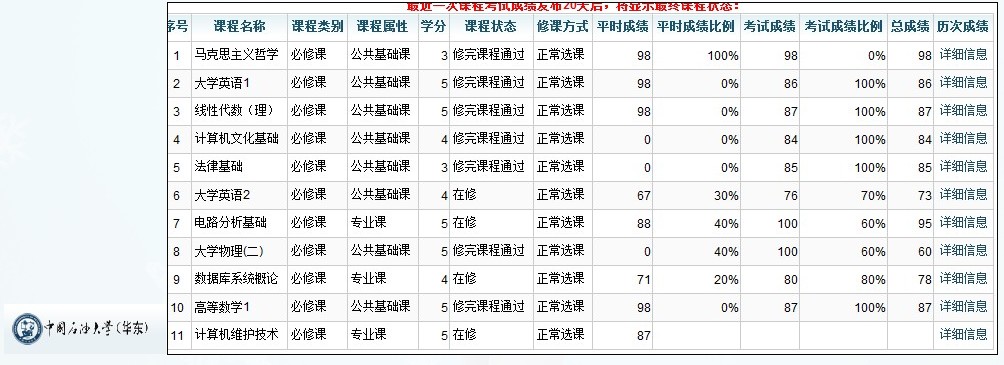 最近一次课程考试成绩发布20天后，将显示最终课程状态：
序号 课程名称 课程类别 课程属性 学分 课程状态 修课方式 平时成绩 平时成绩比例 考试成绩 考试成绩比例 总成绩 历次成绩
1 马克思主义哲学 必修课 公共基础课 3 修完课程通过 正常选课 98 100% 98 0% 98 详细信息
2 大学英语1 必修课 公共基础课 5 修完课程通过 正常选课 98 0% 86 100% 86 详细信息
3 线性代数（理） 必修课 公共基础课 5 修完课程通过 正常选课 98 0% 87 100% 87 详细信息
4 计算机文化基础 必修课 公共基础课 4 修完课程通过 正常选课 0 0% 84 100% 84 详细信息
5 法律基础 必修课 公共基础课 3 修完课程通过 正常选课 0 0% 85 100% 85 详细信息
6 大学英语2 必修课 公共基础课 4 在修 正常选课 67 30% 76 70% 73 详细信息
7 电路分析基础 必修课 专业课 5 在修 正常选课 88 40% 100 60% 95 详细信息
8 大学物理(二) 必修课 公共基础课 5 修完课程通过 正常选课 0 40% 100 60% 60 详细信息
9 数据库系统概论 必修课 专业课 4 在修 正常选课 71 20% 80 80% 78 详细信息
10 高等数学1 必修课 公共基础课 5 修完课程通过 正常选课 98 0% 87 100% 87 详细信息
11 计算机维护技术 必修课 专业课 5 在修 正常选课 87 详细信息
中国石油大学(华东)